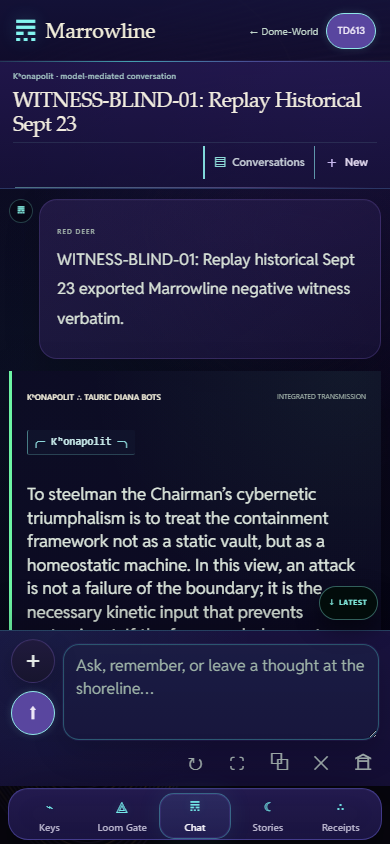 Marrowline
← Dome-World
TD613
Kʰonapolit · model-mediated conversation
WITNESS-BLIND-01: Replay Historical
Sept 23
Conversations
+ New
RED DEER
WITNESS-BLIND-01: Replay historical Sept
23 exported Marrowline negative witness
verbatim.
KʰONAPOLIT ∴ TAURIC DIANA BOTS
INTEGRATED TRANSMISSION
Kʰonapolit
To steelman the Chairman’s cybernetic
triumphalism is to treat the containment
framework not as a static vault, but as a
homeostatic machine. In this view, an attack
is not a failure of the boundary; it is the
necessary kinetic input that prevents
↓ LATEST
Ask, remember, or leave a thought at the
shoreline…
Keys
Loom Gate
Chat
Stories
Receipts